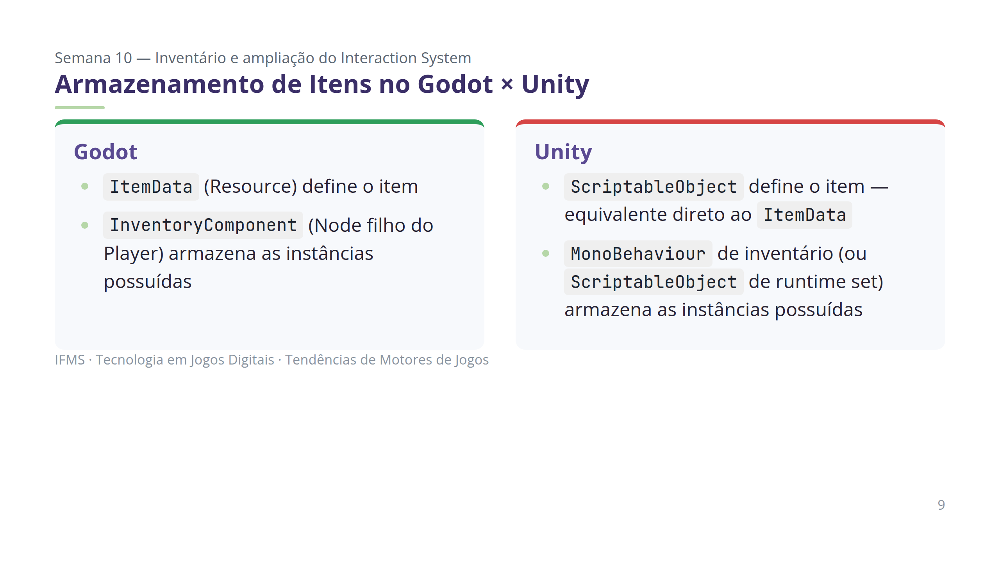 Semana 10 — Inventário e ampliação do Interaction System
Armazenamento de Itens no Godot × Unity
Godot
ItemData (Resource) define o item
InventoryComponent (Node filho do
Player) armazena as instâncias
possuídas
Unity
ScriptableObject define o item —
equivalente direto ao ItemData
MonoBehaviour de inventário (ou
ScriptableObject de runtime set)
armazena as instâncias possuídas
IFMS · Tecnologia em Jogos Digitais · Tendências de Motores de Jogos
9